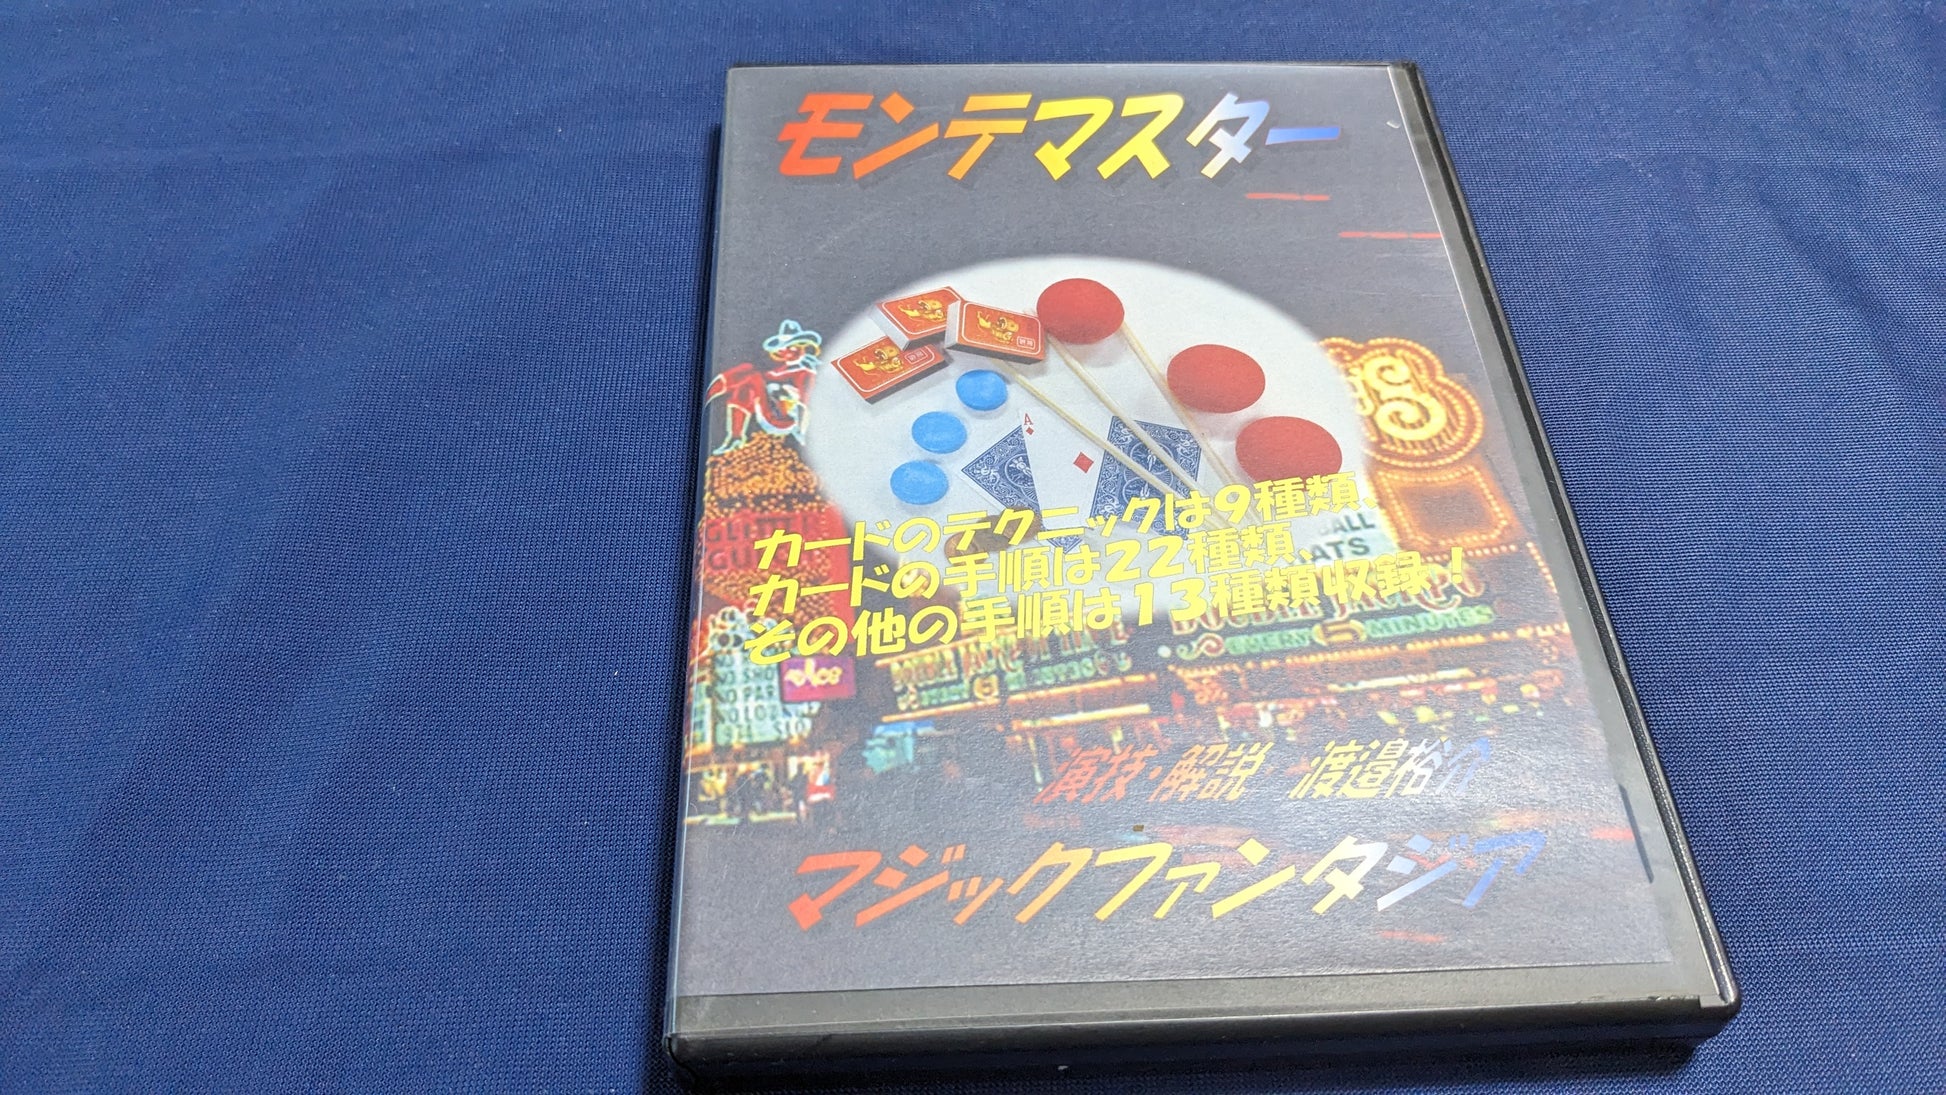 モンテマスター
A
カードのテクニックは9種類、
カードの手順は22種類、
その他の手順は13種類収録!
EVERY 5 MINUTES
演技・解説 渡邉裕介
マジックファンタジア